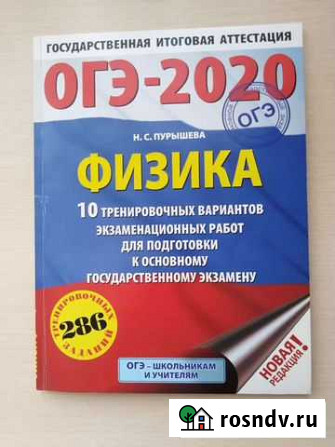 ГОСУДАРСТВЕННАЯ ИТОГОВАЯ АТТЕСТАЦИЯ
ОГЭ-2020
ОГЭ
Н. С. ПУРЫШЕВА
ФИЗИКА
10 ТРЕНИРОВОЧНЫХ ВАРИАНТОВ
ЭКЗАМЕНАЦИОННЫХ РАБОТ
ДЛЯ ПОДГОТОВКИ
К ОСНОВНОМУ
ГОСУДАРСТВЕННОМУ ЭКЗАМЕНУ
ТРЕНИРОВОЧНЫХ
286
ЗАДАНИЙ
НОВАЯ
РЕДАКЦИЯ!
ОГЭ – ШКОЛЬНИКАМ
И УЧИТЕЛЯМ
rosndv.ru